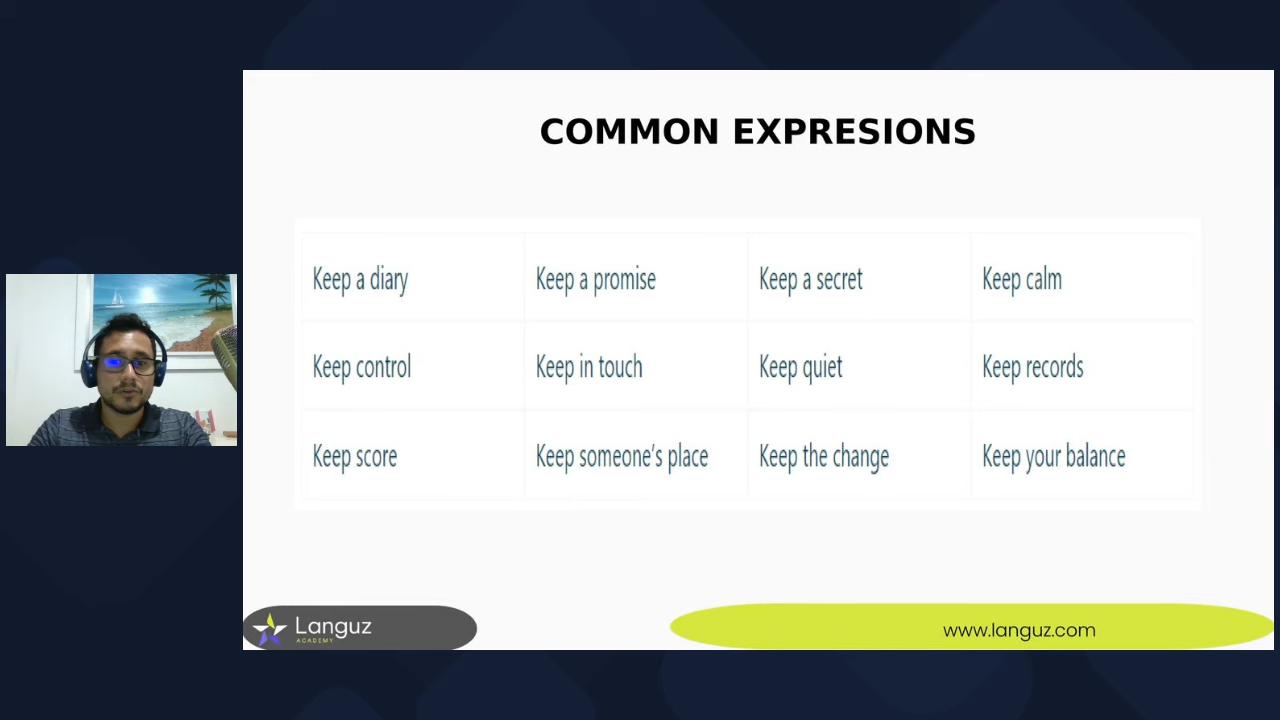 COMMON EXPRESIONS
Keep a diary
Keep a promise
Keep a secret
Keep calm
Keep control
Keep in touch
Keep quiet
Keep records
Keep score
Keep someone's place
Keep the change
Keep your balance
Languz
ACADEMY
www.languz.com